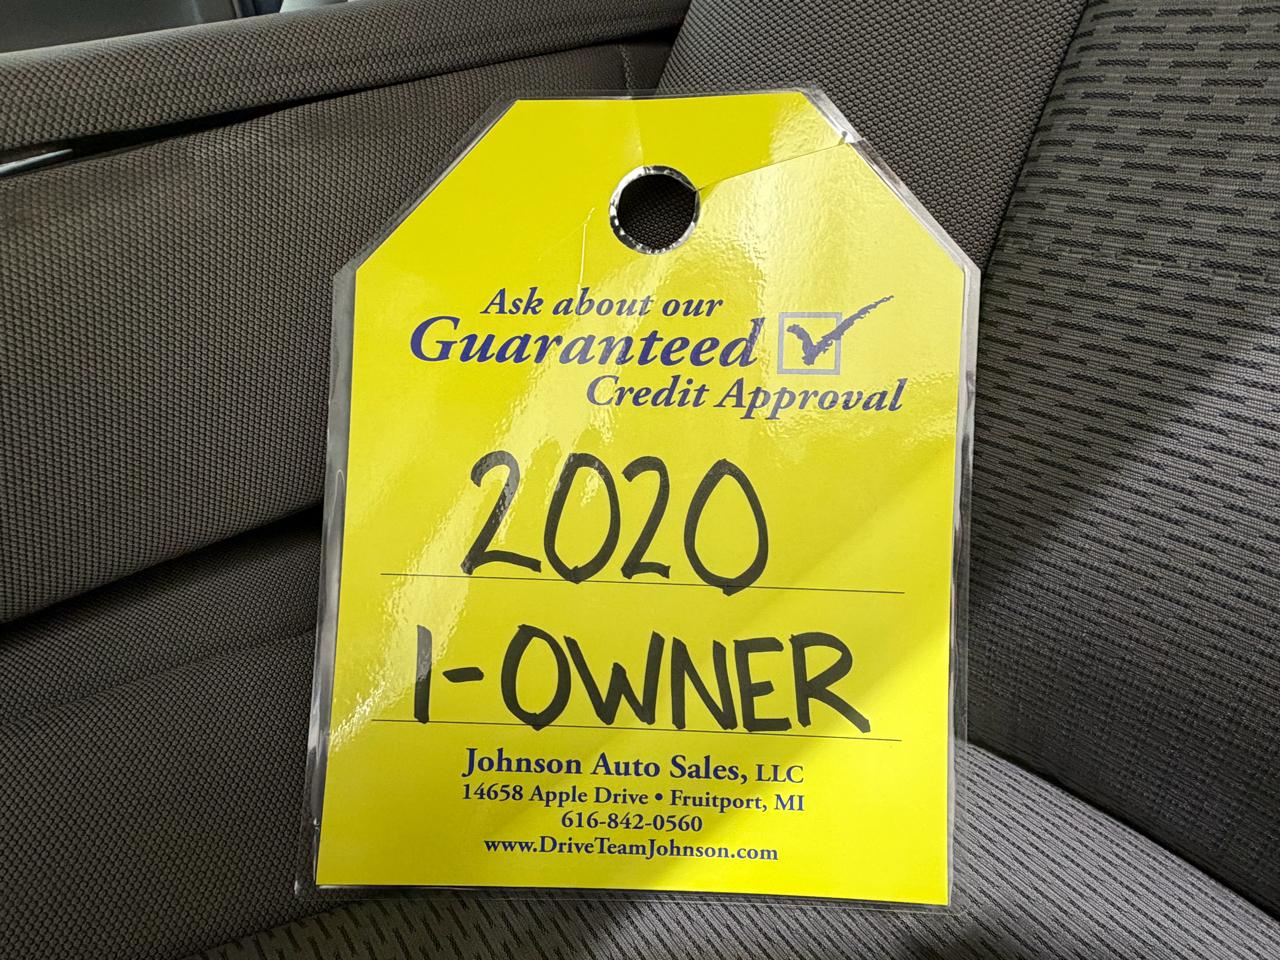 Ask about our
Guaranteed
Credit Approval
2020
1-OWNER
Johnson Auto Sales, LLC
14658 Apple Drive • Fruitport, MI
616-842-0560
www.DriveTeamJohnson.com